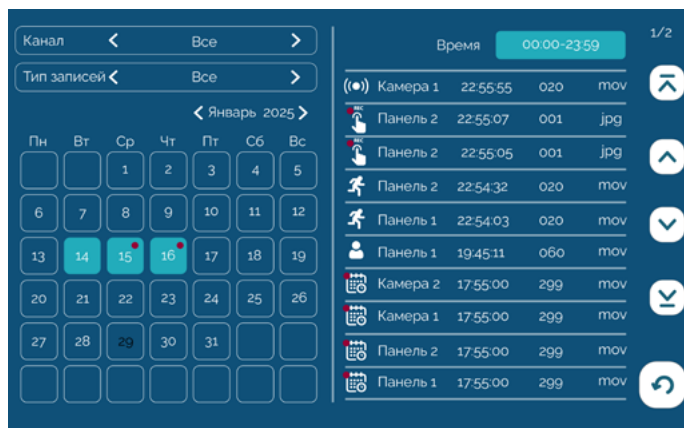 Канал Все
Тип записей Все
Январь 2025
Пн Вт Ср Чт Пт Сб Вс
1 2 3 4 5
6 7 8 9 10 11 12
13 14 15 16 17 18 19
20 21 22 23 24 25 26
27 28 29 30 31
Время 00:00-23:59
1/2
Камера 1 22:55:55 020 mov
REC Панель 2 22:55:07 001 jpg
REC Панель 2 22:55:05 001 jpg
Панель 2 22:54:32 020 mov
Панель 1 22:54:03 020 mov
Панель 1 19:45:11 060 mov
Камера 2 17:55:00 299 mov
Камера 1 17:55:00 299 mov
Панель 2 17:55:00 299 mov
Панель 1 17:55:00 299 mov